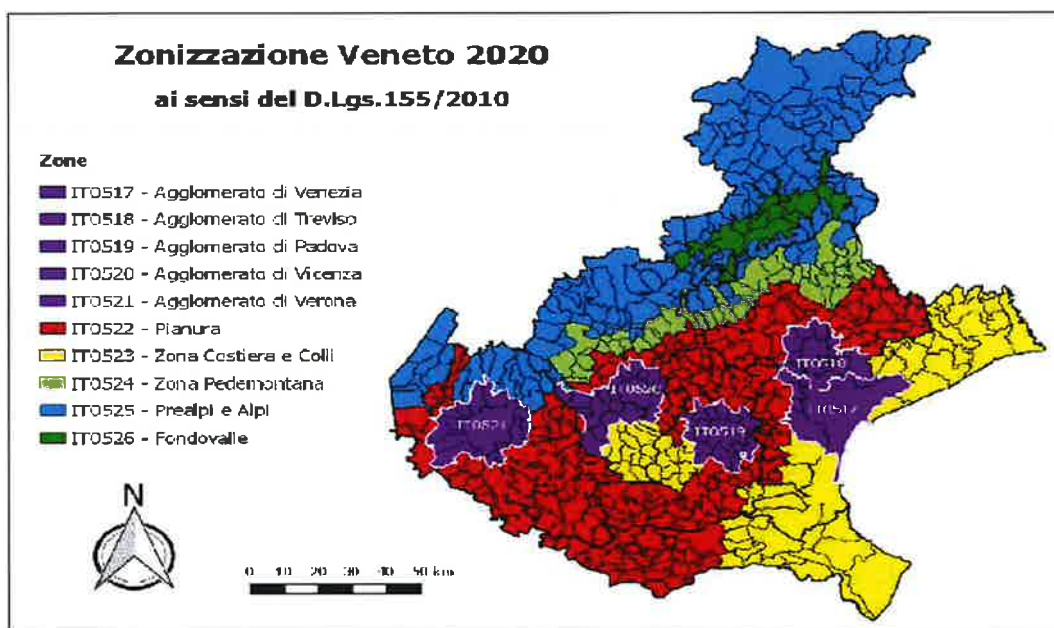 Zonizzazione Veneto 2020
ai sensi del D.Lgs.155/2010
Zone
IT0517 - Agglomerato di Venezia
IT0518 - Agglomerato di Treviso
IT0519 - Agglomerato di Padova
IT0520 - Agglomerato di Vicenza
IT0521 - Agglomerato di Verona
IT0522 - Pianura
IT0523 - Zona Costiera e Colli
IT0524 - Zona Pedemontana
IT0525 - Prealpi e Alpi
IT0526 - Fondovalle
IT0518
IT0520
IT0517
IT0521
IT0519
N
0 10 20 30 40 50 km